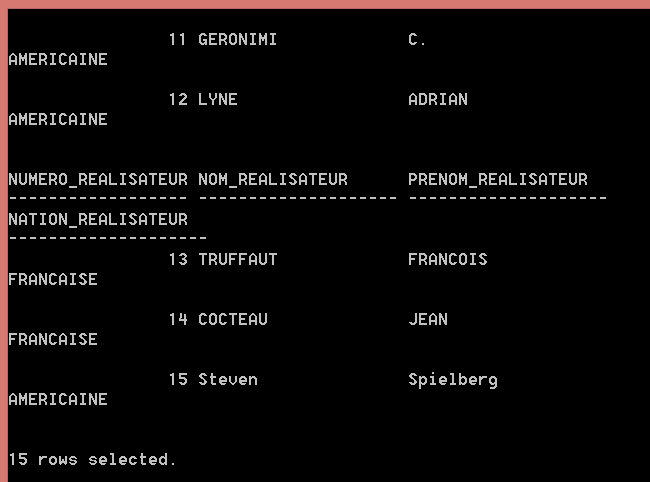 11 GERONIMI C.
AMERICAINE
12 LYNE ADRIAN
AMERICAINE
NUMERO_REALISATEUR NOM_REALISATEUR PRENOM_REALISATEUR
------------------ -------------------- --------------------
NATION_REALISATEUR
--------------------
13 TRUFFAUT FRANCOIS
FRANCAISE
14 COCTEAU JEAN
FRANCAISE
15 Steven Spielberg
AMERICAINE
15 rows selected.